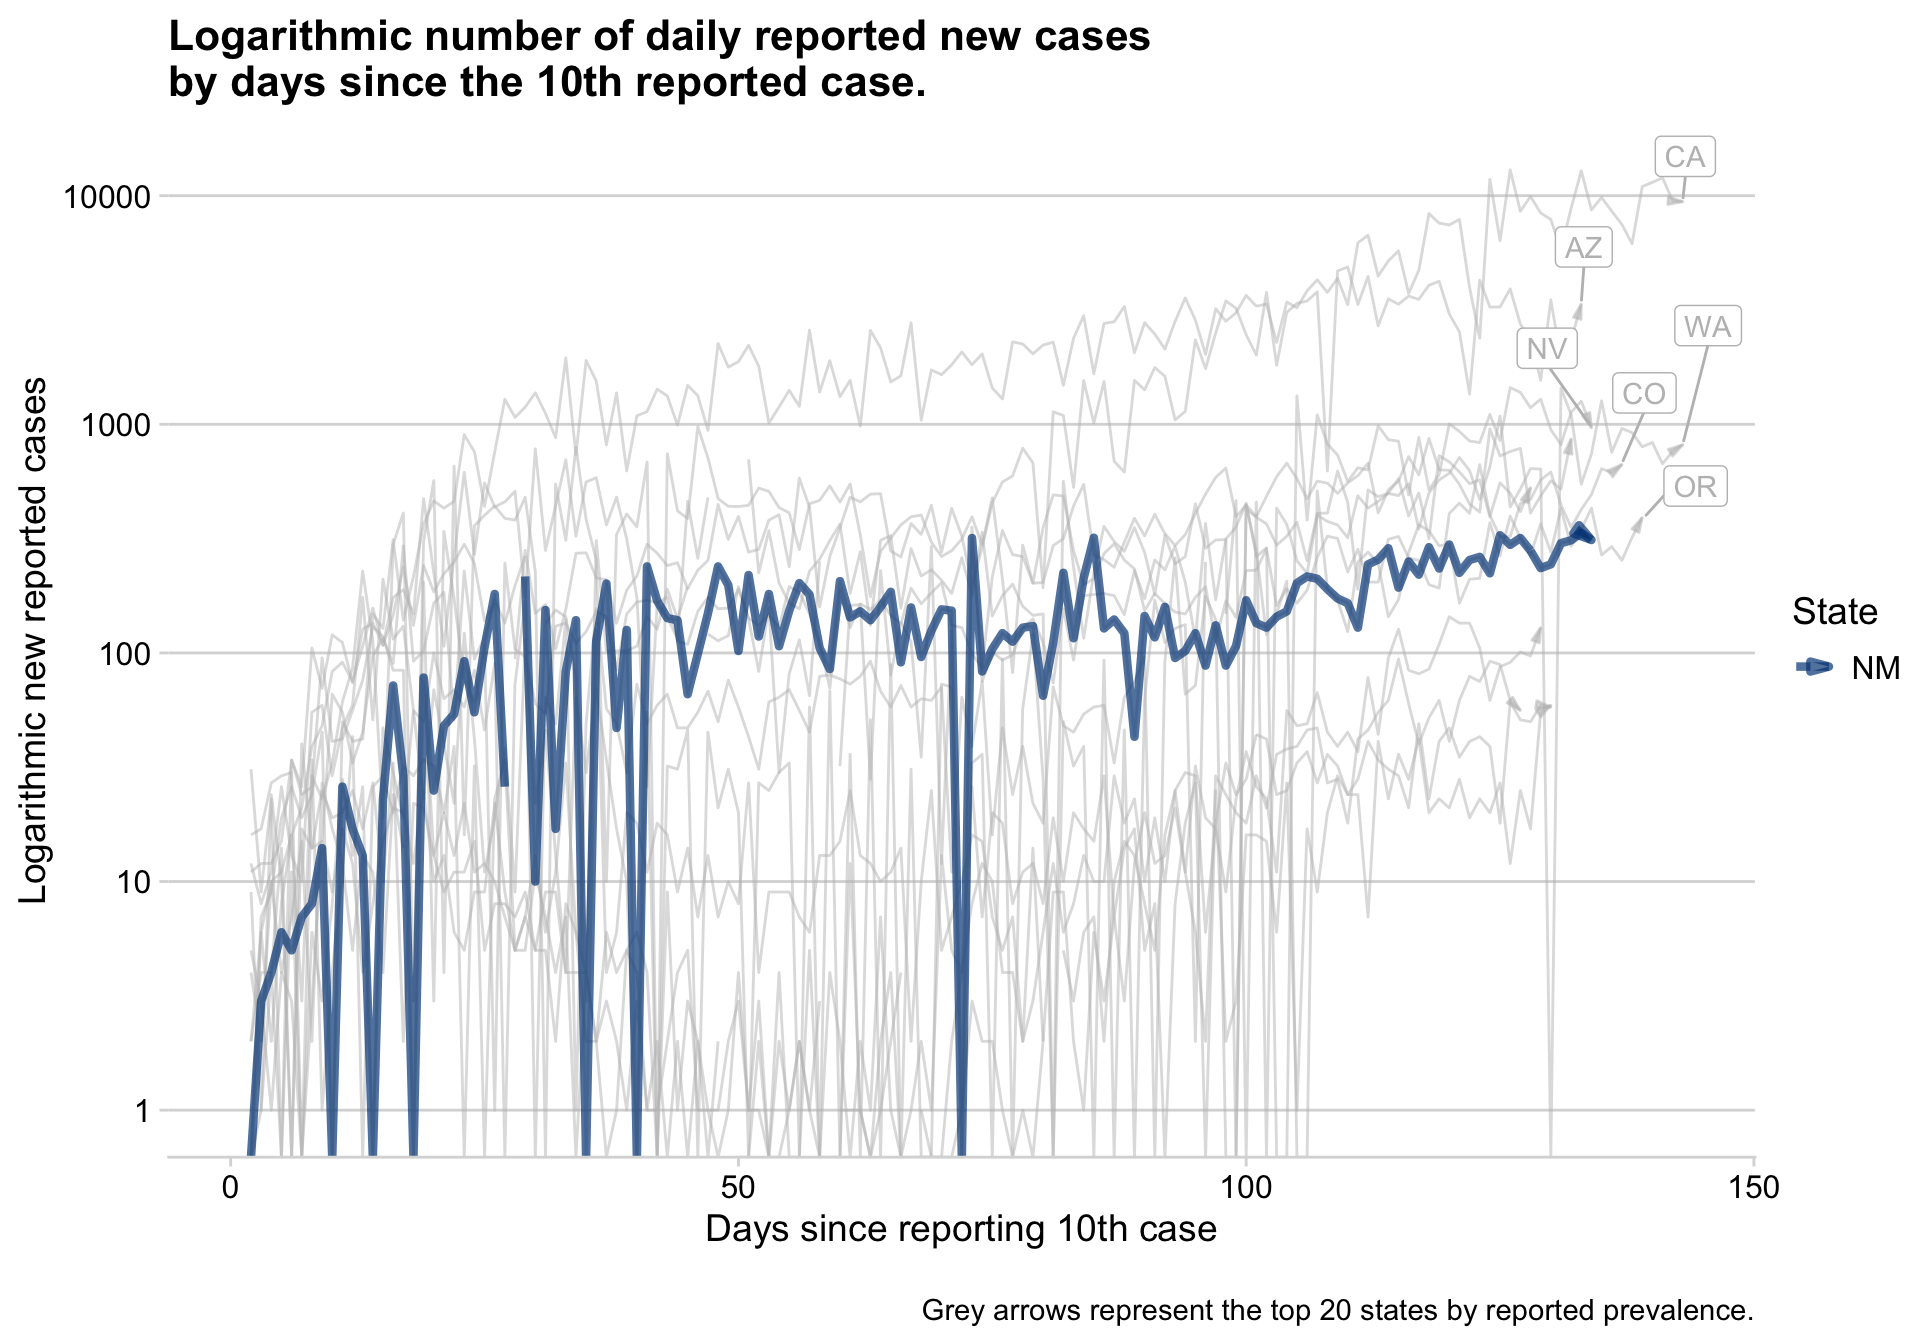 Logarithmic number of daily reported new cases
by days since the 10th reported case.
Logarithmic new reported cases
10000
1000
100
10
1
CA
AZ
WA
NV
CO
OR
State
NM
0
50
100
150
Days since reporting 10th case
Grey arrows represent the top 20 states by reported prevalence.